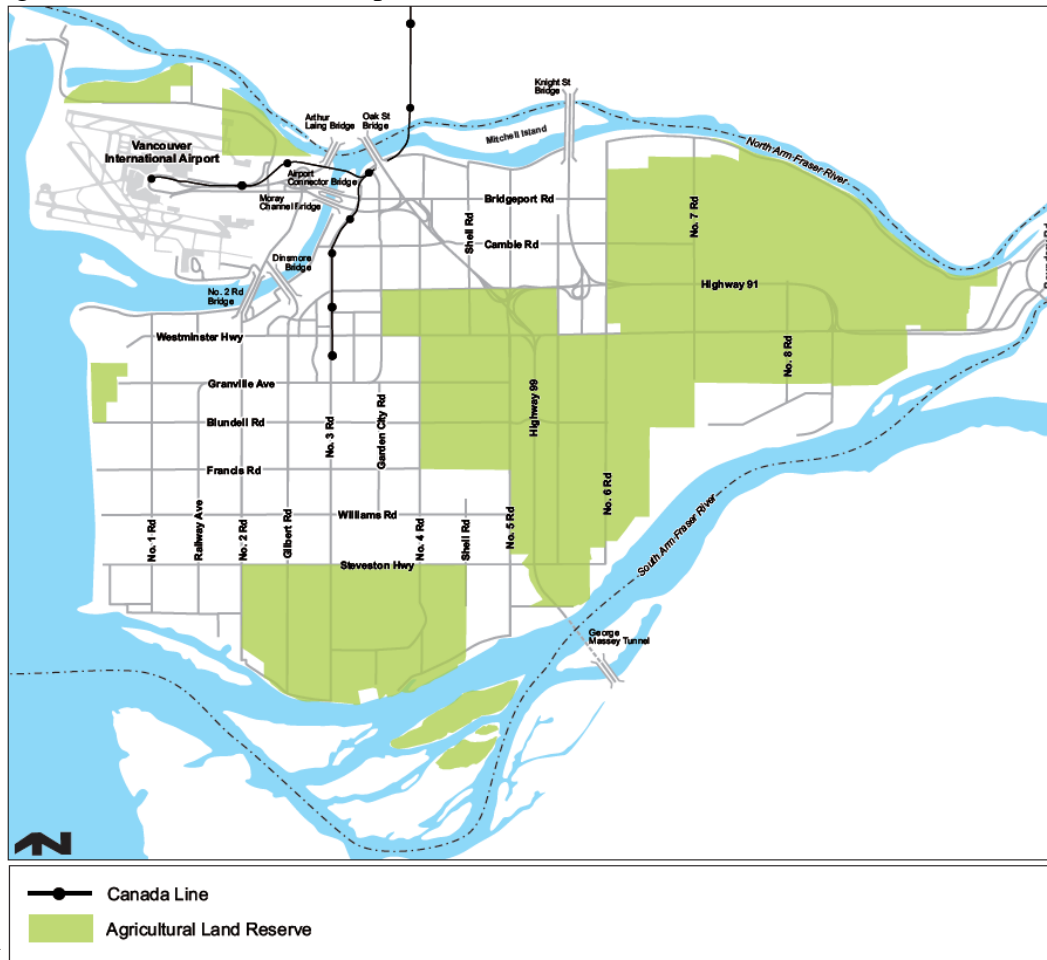 Knight St
Bridge
Arthur
Laing Bridge
Oak St
Bridge
Mitchell Island
North Arm Fraser River
Vancouver
International Airport
Airport
Connector Bridge
Moray
Channel Bridge
Bridgeport Rd
Shell Rd
No. 7 Rd
Cambie Rd
Dinsmore
Bridge
No. 2 Rd
Bridge
Highway 91
Westminster Hwy
No. 8 Rd
Granville Ave
Highway 99
Blundell Rd
No. 3 Rd
Garden City Rd
Francis Rd
No. 6 Rd
Williams Rd
No. 1 Rd
Railway Ave
No. 2 Rd
Gilbert Rd
No. 4 Rd
Shell Rd
No. 5 Rd
Steveston Hwy
South Arm Fraser River
George
Massey Tunnel
N
Canada Line
Agricultural Land Reserve